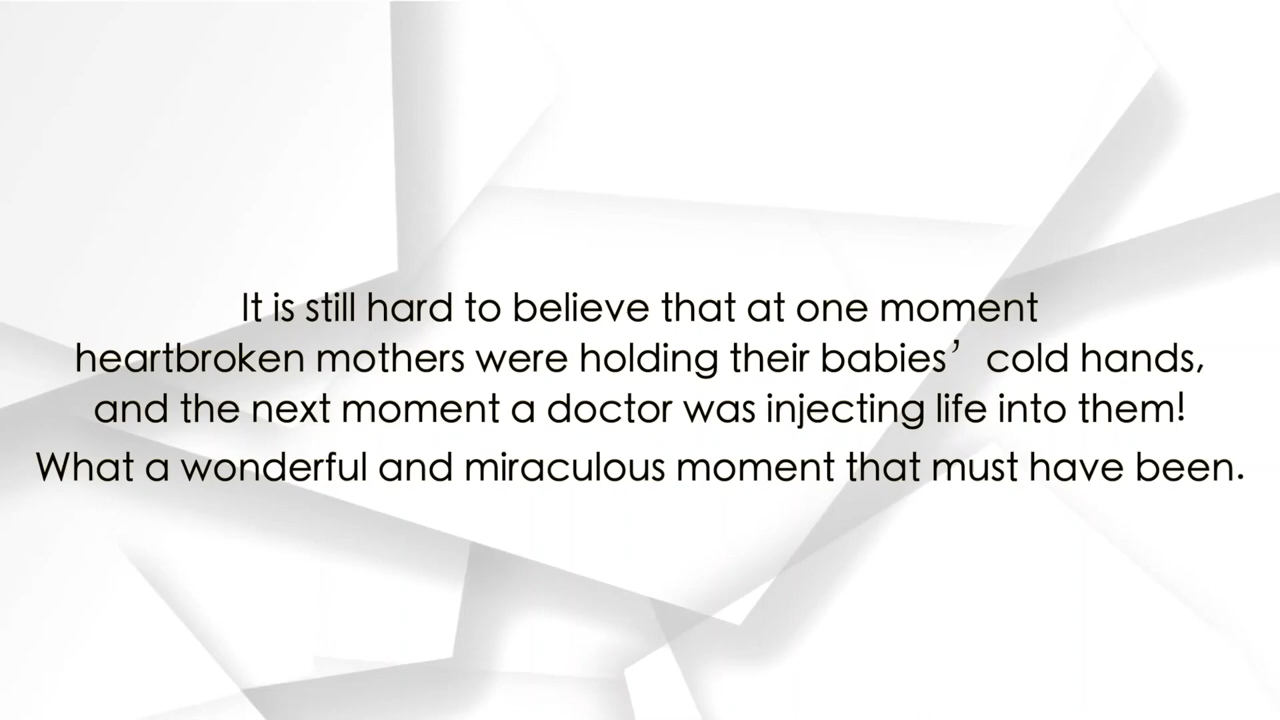 It is still hard to believe that at one moment
heartbroken mothers were holding their babies’ cold hands,
and the next moment a doctor was injecting life into them!
What a wonderful and miraculous moment that must have been.